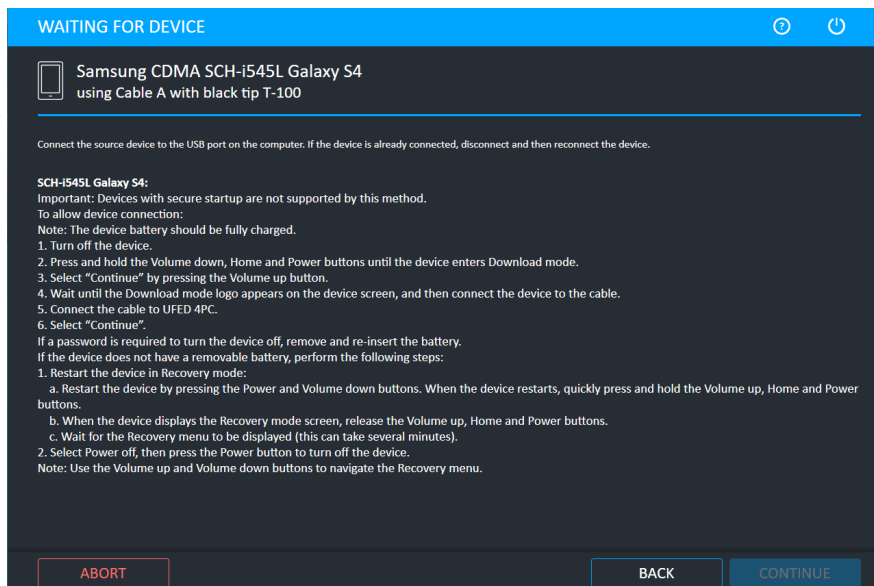 WAITING FOR DEVICE
Samsung CDMA SCH-i545L Galaxy S4
using Cable A with black tip T-100
Connect the source device to the USB port on the computer. If the device is already connected, disconnect and then reconnect the device.
SCH-i545L Galaxy S4:
Important: Devices with secure startup are not supported by this method.
To allow device connection:
Note: The device battery should be fully charged.
1. Turn off the device.
2. Press and hold the Volume down, Home and Power buttons until the device enters Download mode.
3. Select “Continue” by pressing the Volume up button.
4. Wait until the Download mode logo appears on the device screen, and then connect the device to the cable.
5. Connect the cable to UFED 4PC.
6. Select “Continue”.
If a password is required to turn the device off, remove and re-insert the battery.
If the device does not have a removable battery, perform the following steps:
1. Restart the device in Recovery mode:
a. Restart the device by pressing the Power and Volume down buttons. When the device restarts, quickly press and hold the Volume up, Home and Power
buttons.
b. When the device displays the Recovery mode screen, release the Volume up, Home and Power buttons.
c. Wait for the Recovery menu to be displayed (this can take several minutes).
2. Select Power off, then press the Power button to turn off the device.
Note: Use the Volume up and Volume down buttons to navigate the Recovery menu.
ABORT
BACK
CONTINUE